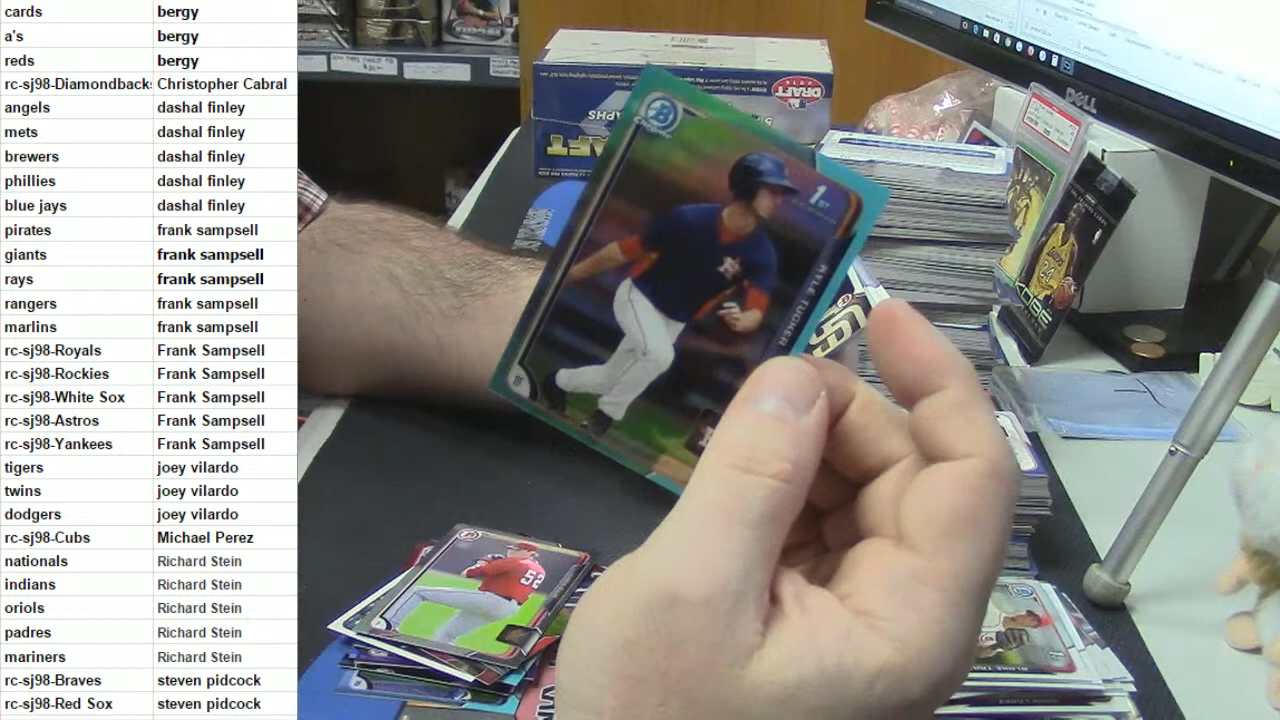 cards bergy
a's bergy
reds bergy
rc-sj98-Diamondbacks Christopher Cabral
angels dashal finley
mets dashal finley
brewers dashal finley
phillies dashal finley
blue jays dashal finley
pirates frank sampsell
giants frank sampsell
rays frank sampsell
rangers frank sampsell
marlins frank sampsell
rc-sj98-Royals Frank Sampsell
rc-sj98-Rockies Frank Sampsell
rc-sj98-White Sox Frank Sampsell
rc-sj98-Astros Frank Sampsell
rc-sj98-Yankees Frank Sampsell
tigers joey vilardo
twins joey vilardo
dodgers joey vilardo
rc-sj98-Cubs Michael Perez
nationals Richard Stein
indians Richard Stein
oriols Richard Stein
padres Richard Stein
mariners Richard Stein
rc-sj98-Braves steven pidcock
rc-sj98-Red Sox steven pidcock
DRAFT
DELL
B
1ST
KYLE TUCKER
24
KOBE
52